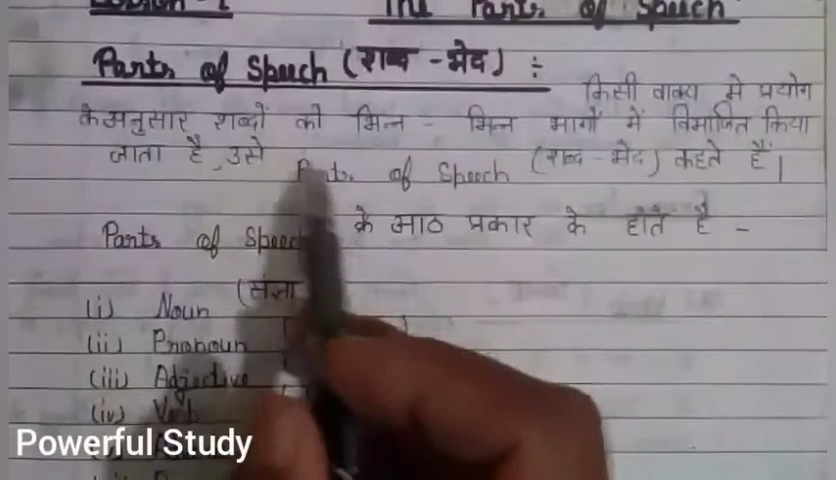 The Parts of Speech
Parts of Speech (शब्द - भेद) :
किसी वाक्य में प्रयोग
के अनुसार शब्दों को भिन्न - भिन्न भागों में विभाजित किया
जाता है, उसे Parts of Speech (शब्द - भेद) कहते हैं।
Parts of Speech के आठ प्रकार के होते है -
(i) Noun (संज्ञा
(ii) Pronoun
(iii) Adjective
(iv) Verb
Powerful Study